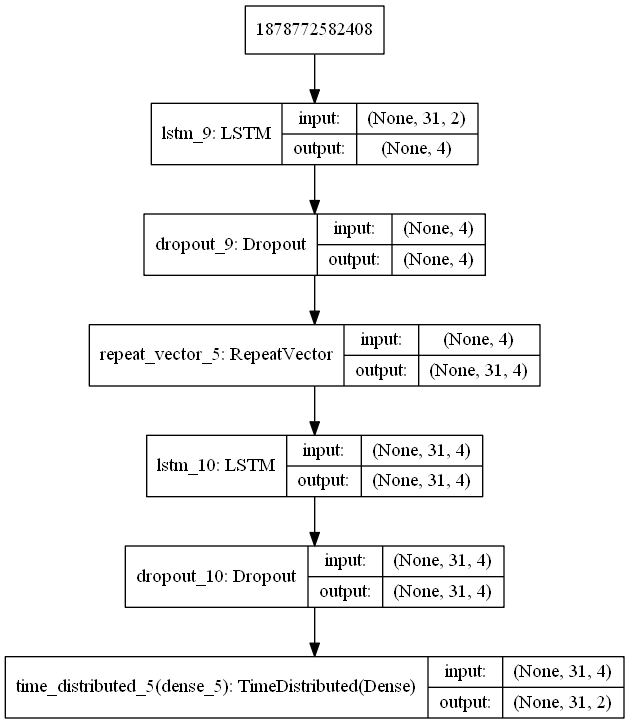 1878772582408
lstm_9: LSTM
input:
(None, 31, 2)
output:
(None, 4)
dropout_9: Dropout
input:
(None, 4)
output:
(None, 4)
repeat_vector_5: RepeatVector
input:
(None, 4)
output:
(None, 31, 4)
lstm_10: LSTM
input:
(None, 31, 4)
output:
(None, 31, 4)
dropout_10: Dropout
input:
(None, 31, 4)
output:
(None, 31, 4)
time_distributed_5(dense_5): TimeDistributed(Dense)
input:
(None, 31, 4)
output:
(None, 31, 2)